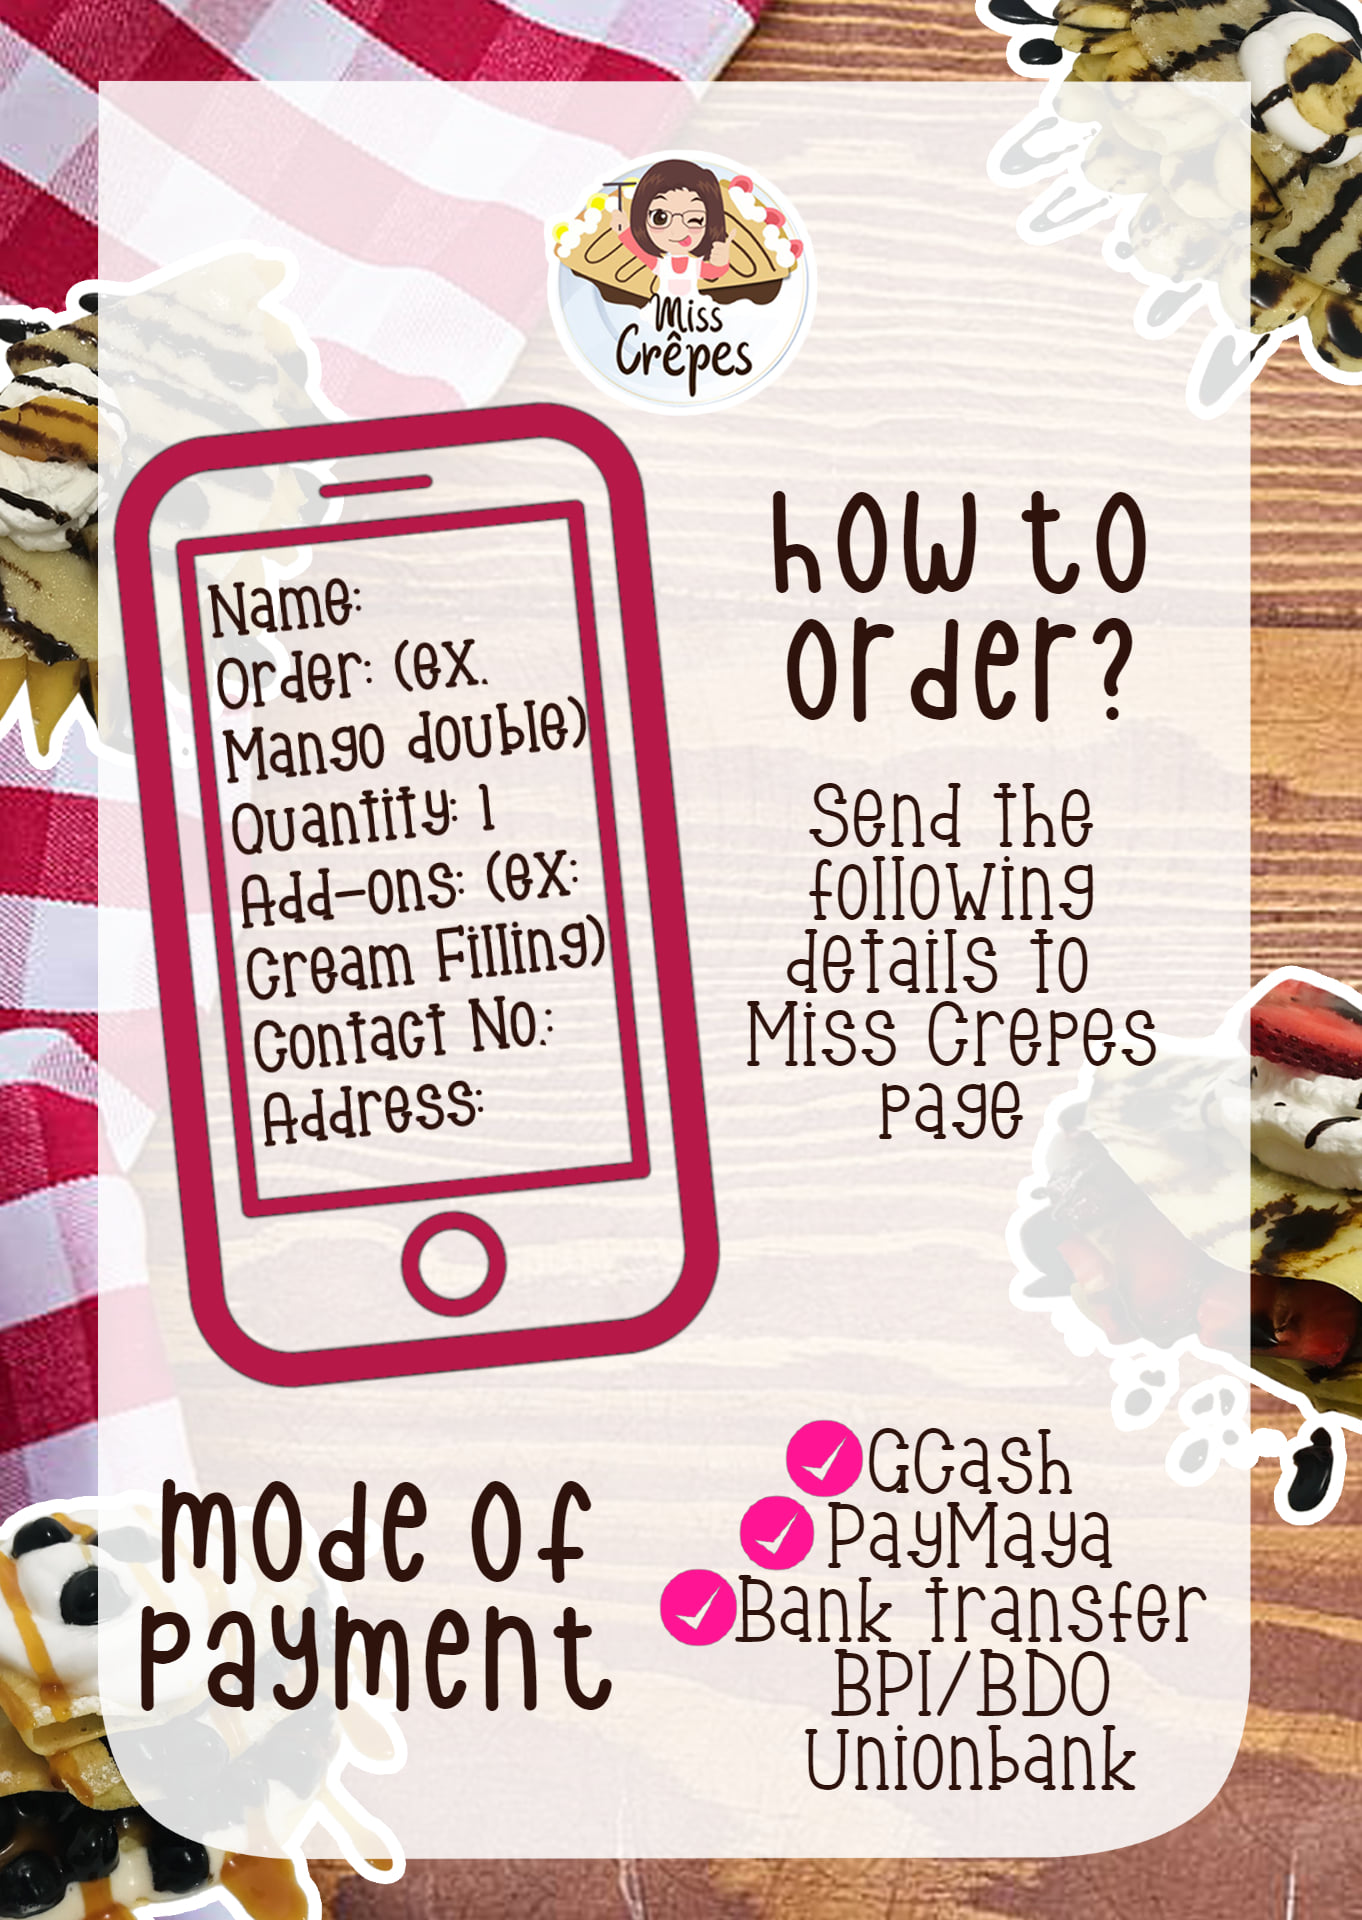 Miss
Crêpes
how to
order?
Name:
Order: (ex.
Mango double)
Quantity: 1
Add-ons: (ex:
Cream Filling)
Contact No.:
Address:
Send the
following
details to
Miss Crepes
page
mode of
payment
GCash
PayMaya
Bank transfer
BPI/BDO
Unionbank